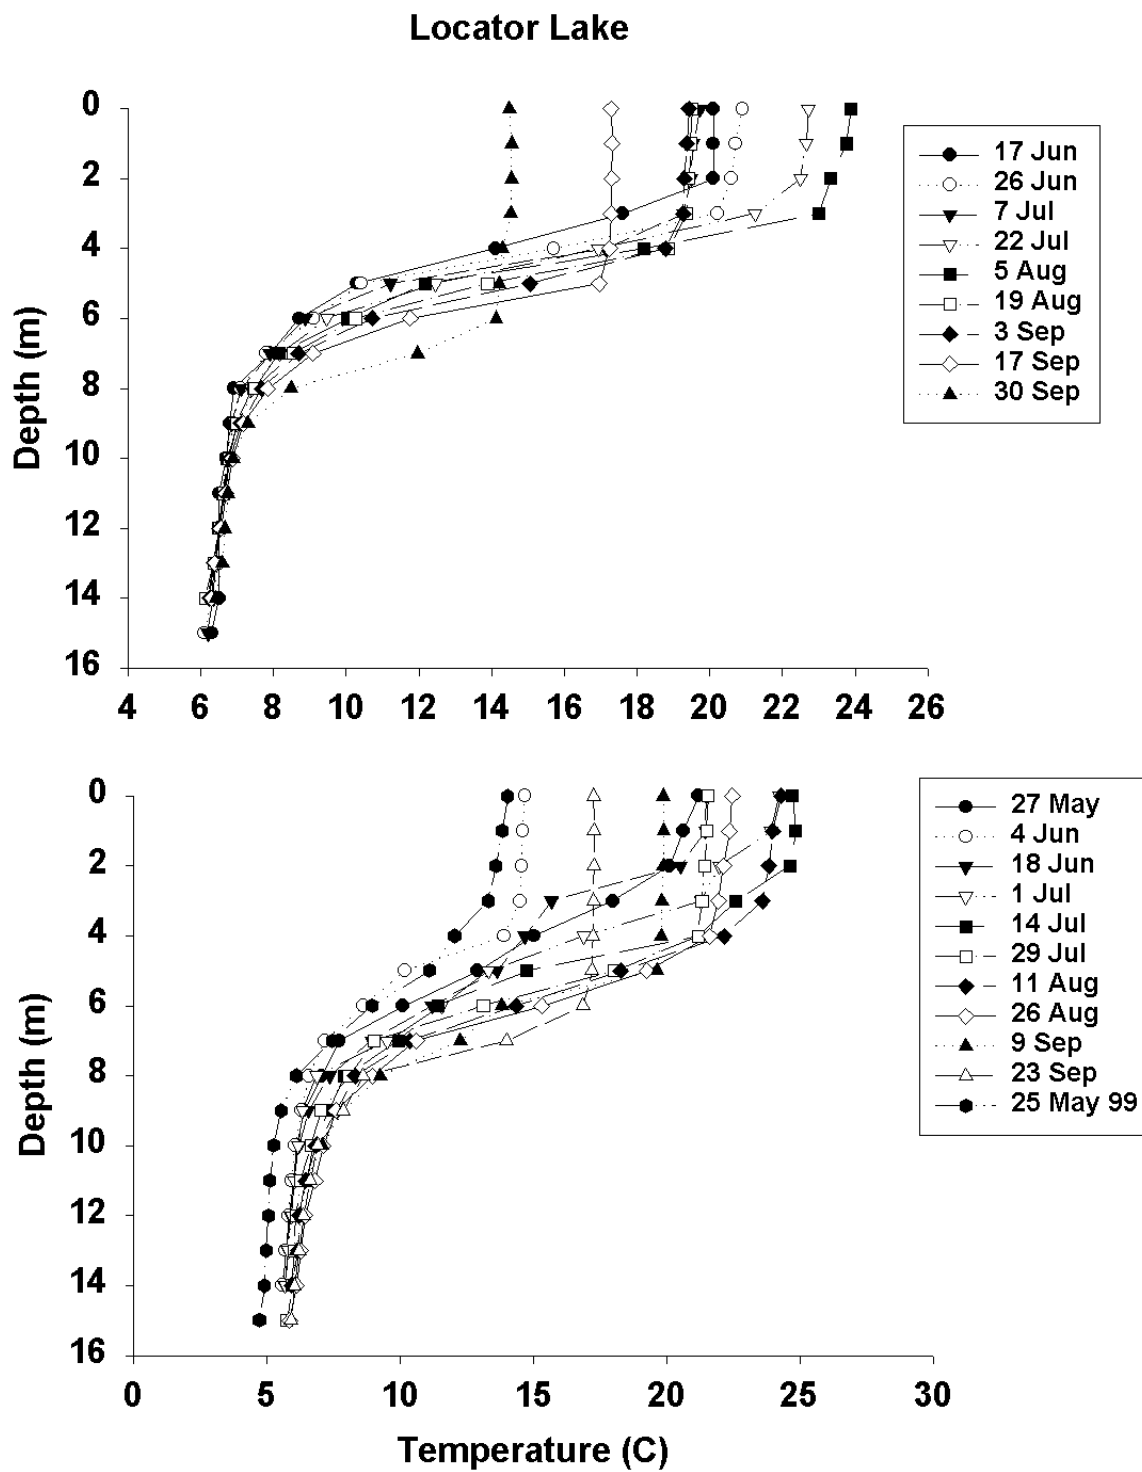 Locator Lake
0
2
4
6
8
10
12
14
16
Depth (m)
4 6 8 10 12 14 16 18 20 22 24 26
17 Jun
26 Jun
7 Jul
22 Jul
5 Aug
19 Aug
3 Sep
17 Sep
30 Sep
0
2
4
6
8
10
12
14
16
Depth (m)
0 5 10 15 20 25 30
Temperature (C)
27 May
4 Jun
18 Jun
1 Jul
14 Jul
29 Jul
11 Aug
26 Aug
9 Sep
23 Sep
25 May 99